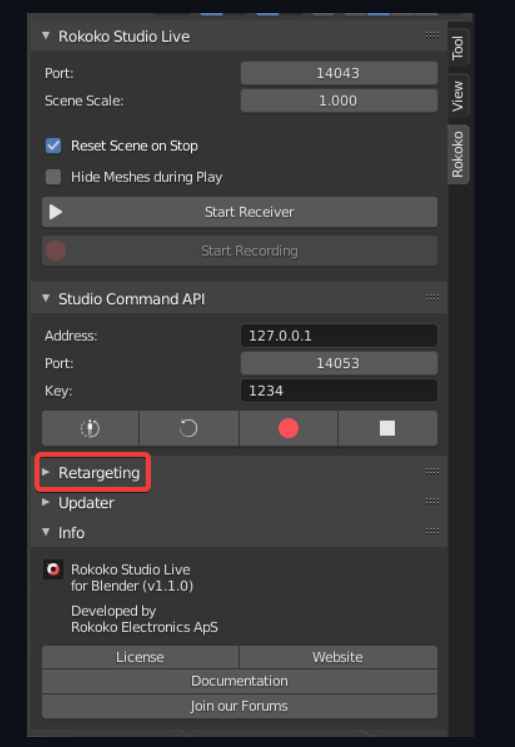 Rokoko Studio Live
Port: 14043
Scene Scale: 1.000
Reset Scene on Stop
Hide Meshes during Play
Start Receiver
Start Recording
Studio Command API
Address: 127.0.0.1
Port: 14053
Key: 1234
Retargeting
Updater
Info
Rokoko Studio Live
for Blender (v1.1.0)
Developed by
Rokoko Electronics ApS
License Website
Documentation
Join our Forums
Tool
View
Rokoko